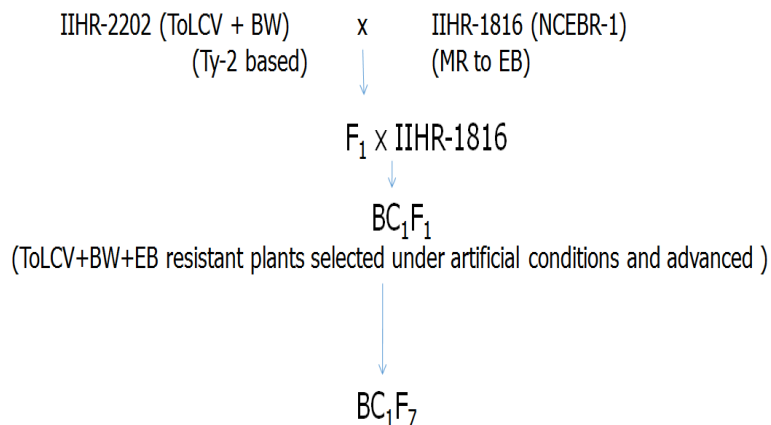 IIHR-2202 (ToLCV + BW) x IIHR-1816 (NCEBR-1)
(Ty-2 based) (MR to EB)
F₁ x IIHR-1816
BC₁F₁
(ToLCV+BW+EB resistant plants selected under artificial conditions and advanced )
BC₁F₇